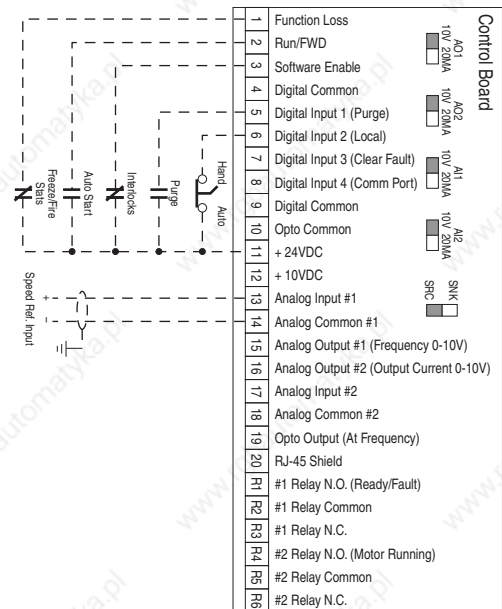 Control Board
1 Function Loss
2 Run/FWD
3 Software Enable
4 Digital Common
5 Digital Input 1 (Purge)
6 Digital Input 2 (Local)
7 Digital Input 3 (Clear Fault)
8 Digital Input 4 (Comm Port)
9 Digital Common
10 Opto Common
11 + 24VDC
12 + 10VDC
13 Analog Input #1
14 Analog Common #1
15 Analog Output #1 (Frequency 0-10V)
16 Analog Output #2 (Output Current 0-10V)
17 Analog Input #2
18 Analog Common #2
19 Opto Output (At Frequency)
20 RJ-45 Shield
R1 #1 Relay N.O. (Ready/Fault)
R2 #1 Relay Common
R3 #1 Relay N.C.
R4 #2 Relay N.O. (Motor Running)
R5 #2 Relay Common
R6 #2 Relay N.C.
AO1
10V 20MA
AO2
10V 20MA
AI1
10V 20MA
AI2
10V 20MA
SNK
SRC
Freeze/Fire
Stats
Auto Start
Interlocks
Purge
Hand Auto
Speed Ref. Input
+ -